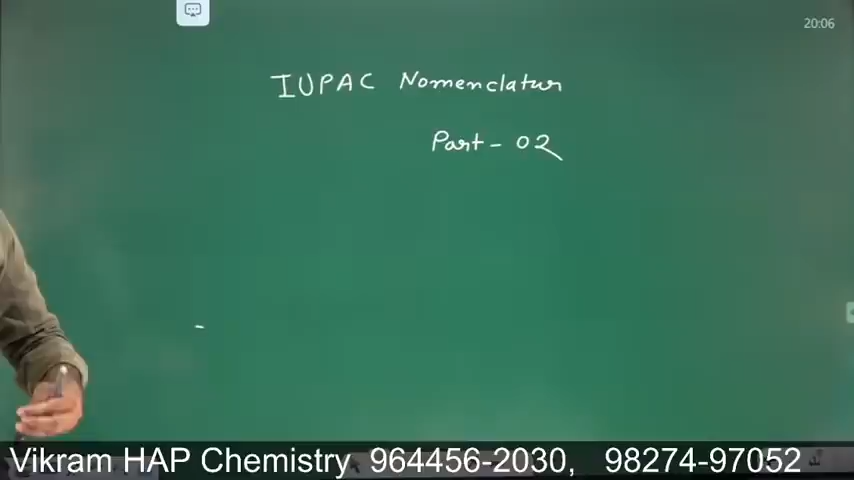 20:06
IUPAC Nomenclatur
Part - 02
Vikram HAP Chemistry 964456-2030, 98274-97052